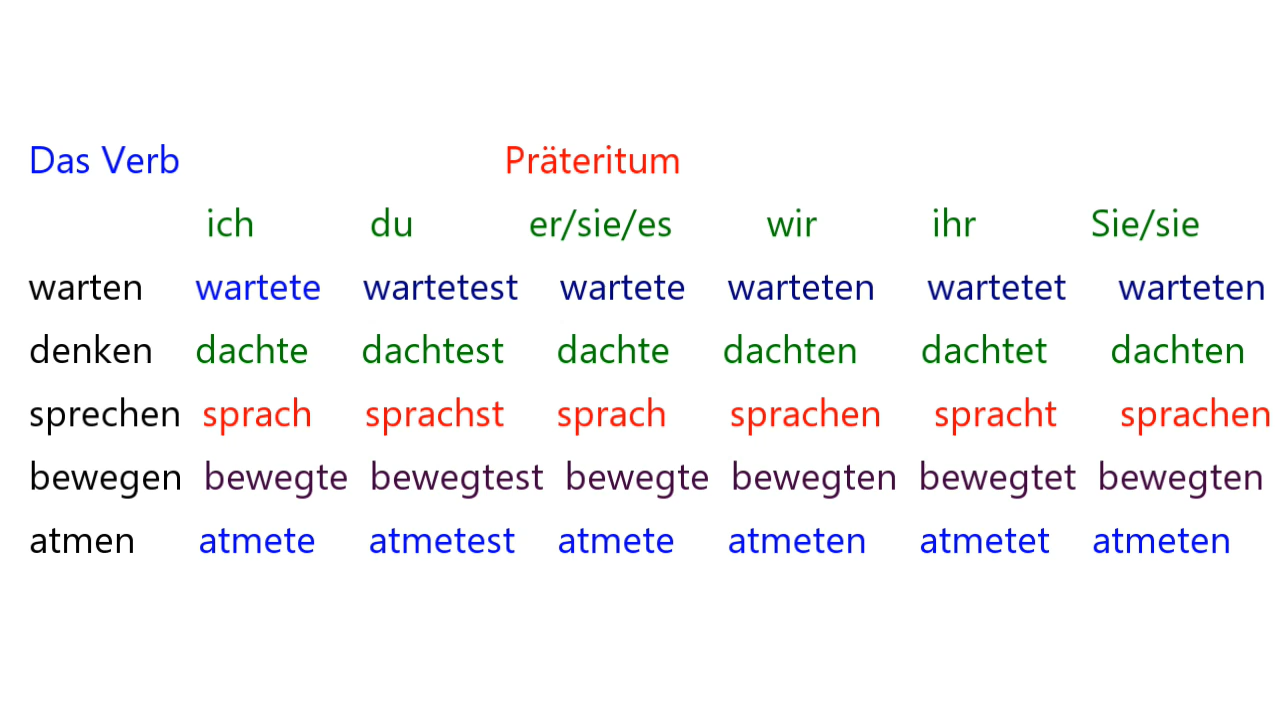 Das Verb Präteritum
ich du er/sie/es wir ihr Sie/sie
warten wartete wartetest wartete warteten wartetet warteten
denken dachte dachtest dachte dachten dachtet dachten
sprechen sprach sprachst sprach sprachen spracht sprachen
bewegen bewegte bewegtest bewegte bewegten bewegtet bewegten
atmen atmete atmetest atmete atmeten atmetet atmeten